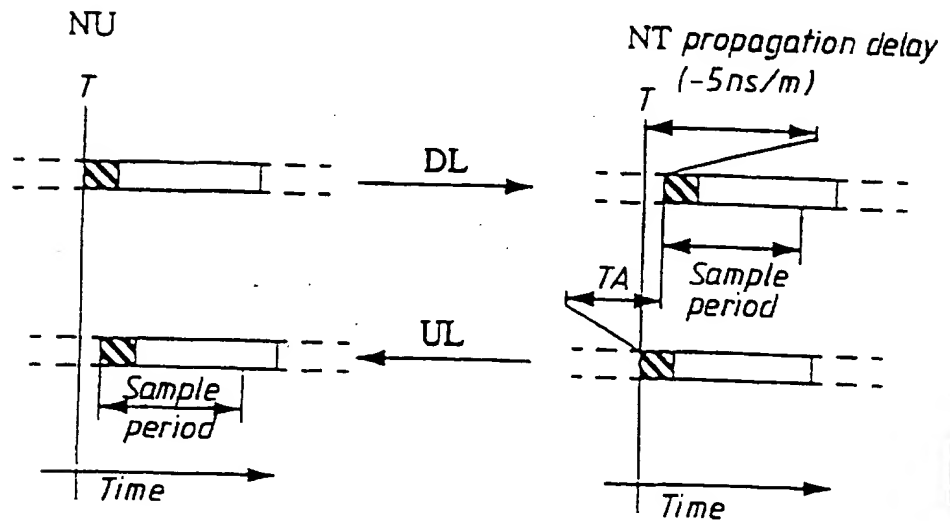 NU
NT propagation delay
(-5ns/m)
T
T
DL
TA
Sample
period
UL
Sample
period
Time
Time